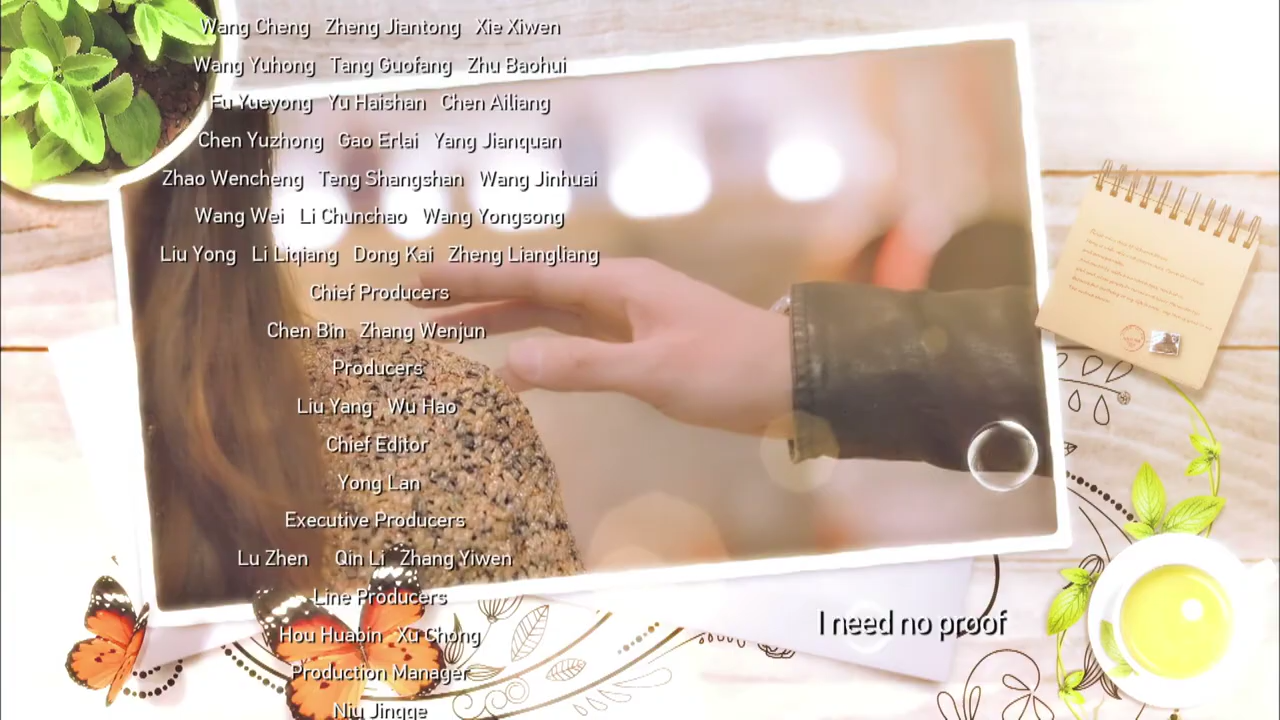 Wang Cheng Zheng Jiantong Xie Xiwen
Wang Yuhong Tang Guofang Zhu Baohui
Fu Yueyong Yu Haishan Chen Ailiang
Chen Yuzhong Gao Erlai Yang Jianquan
Zhao Wencheng Teng Shangshan Wang Jinhuai
Wang Wei Li Chunchao Wang Yongsong
Liu Yong Li Liqiang Dong Kai Zheng Liangliang
Chief Producers
Chen Bin Zhang Wenjun
Producers
Liu Yang Wu Hao
Chief Editor
Yong Lan
Executive Producers
Lu Zhen Qin Li Zhang Yiwen
Line Producers
Hou Huabin Xu Chong
Production Manager
Niu Jingge
I need no proof